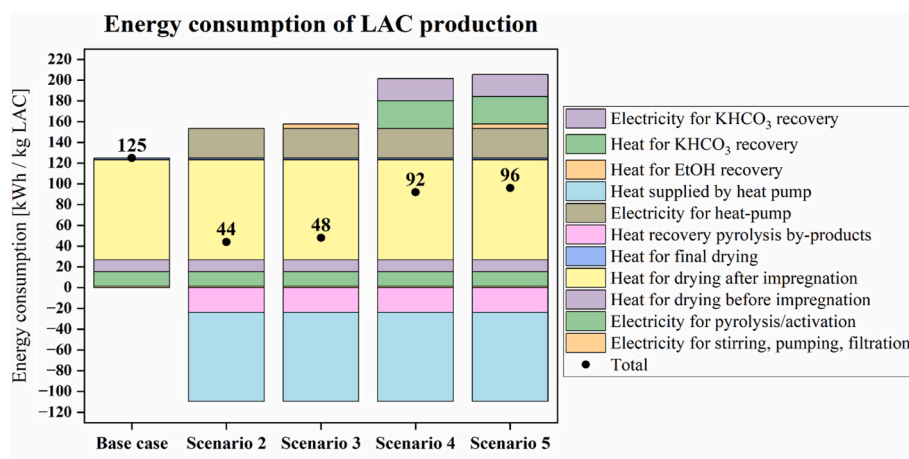 Energy consumption of LAC production
Energy consumption [kWh / kg LAC]
220
200
180
160
140
120
100
80
60
40
20
0
−20
−40
−60
−80
−100
−120
125
44
48
92
96
Base case
Scenario 2
Scenario 3
Scenario 4
Scenario 5
Electricity for KHCO₃ recovery
Heat for KHCO₃ recovery
Heat for EtOH recovery
Heat supplied by heat pump
Electricity for heat-pump
Heat recovery pyrolysis by-products
Heat for final drying
Heat for drying after impregnation
Heat for drying before impregnation
Electricity for pyrolysis/activation
Electricity for stirring, pumping, filtration
Total